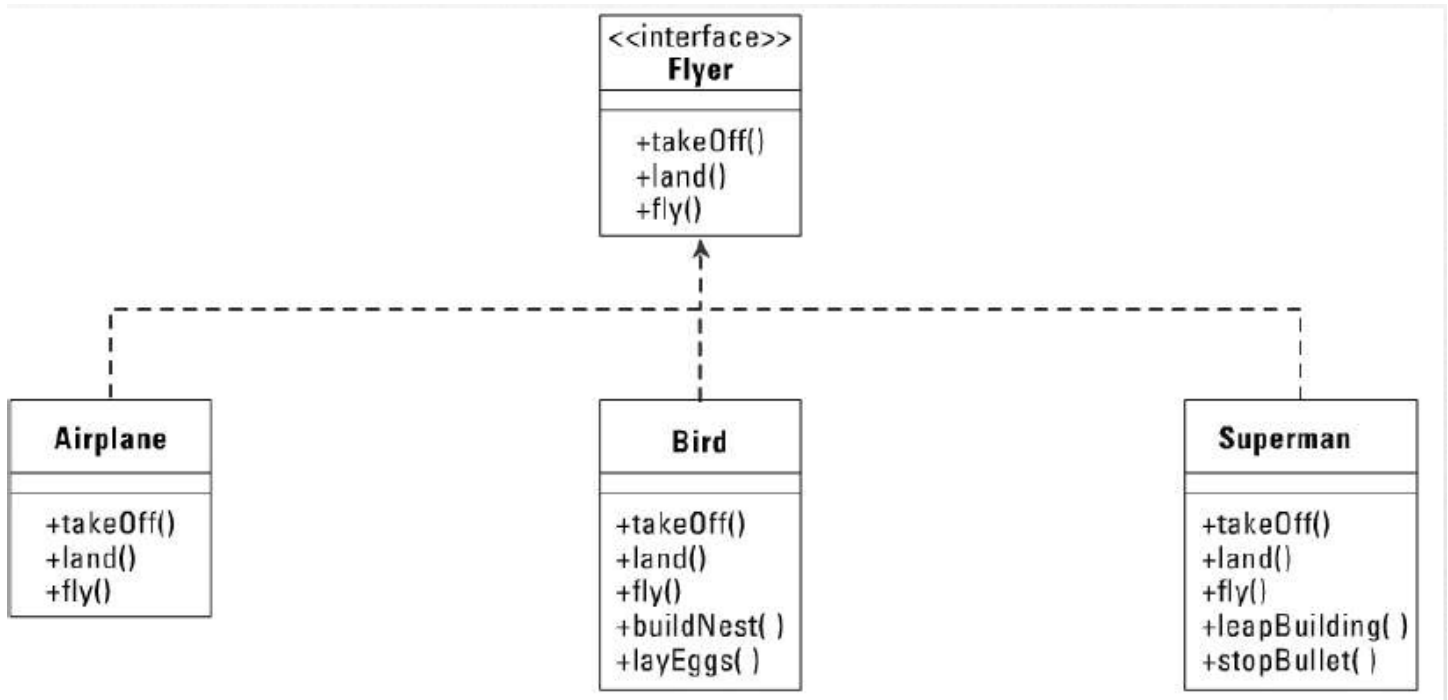 <<interface>>
Flyer
+takeOff()
+land()
+fly()
Airplane
+takeOff()
+land()
+fly()
Bird
+takeOff()
+land()
+fly()
+buildNest( )
+layEggs( )
Superman
+takeOff()
+land()
+fly()
+leapBuilding( )
+stopBullet( )